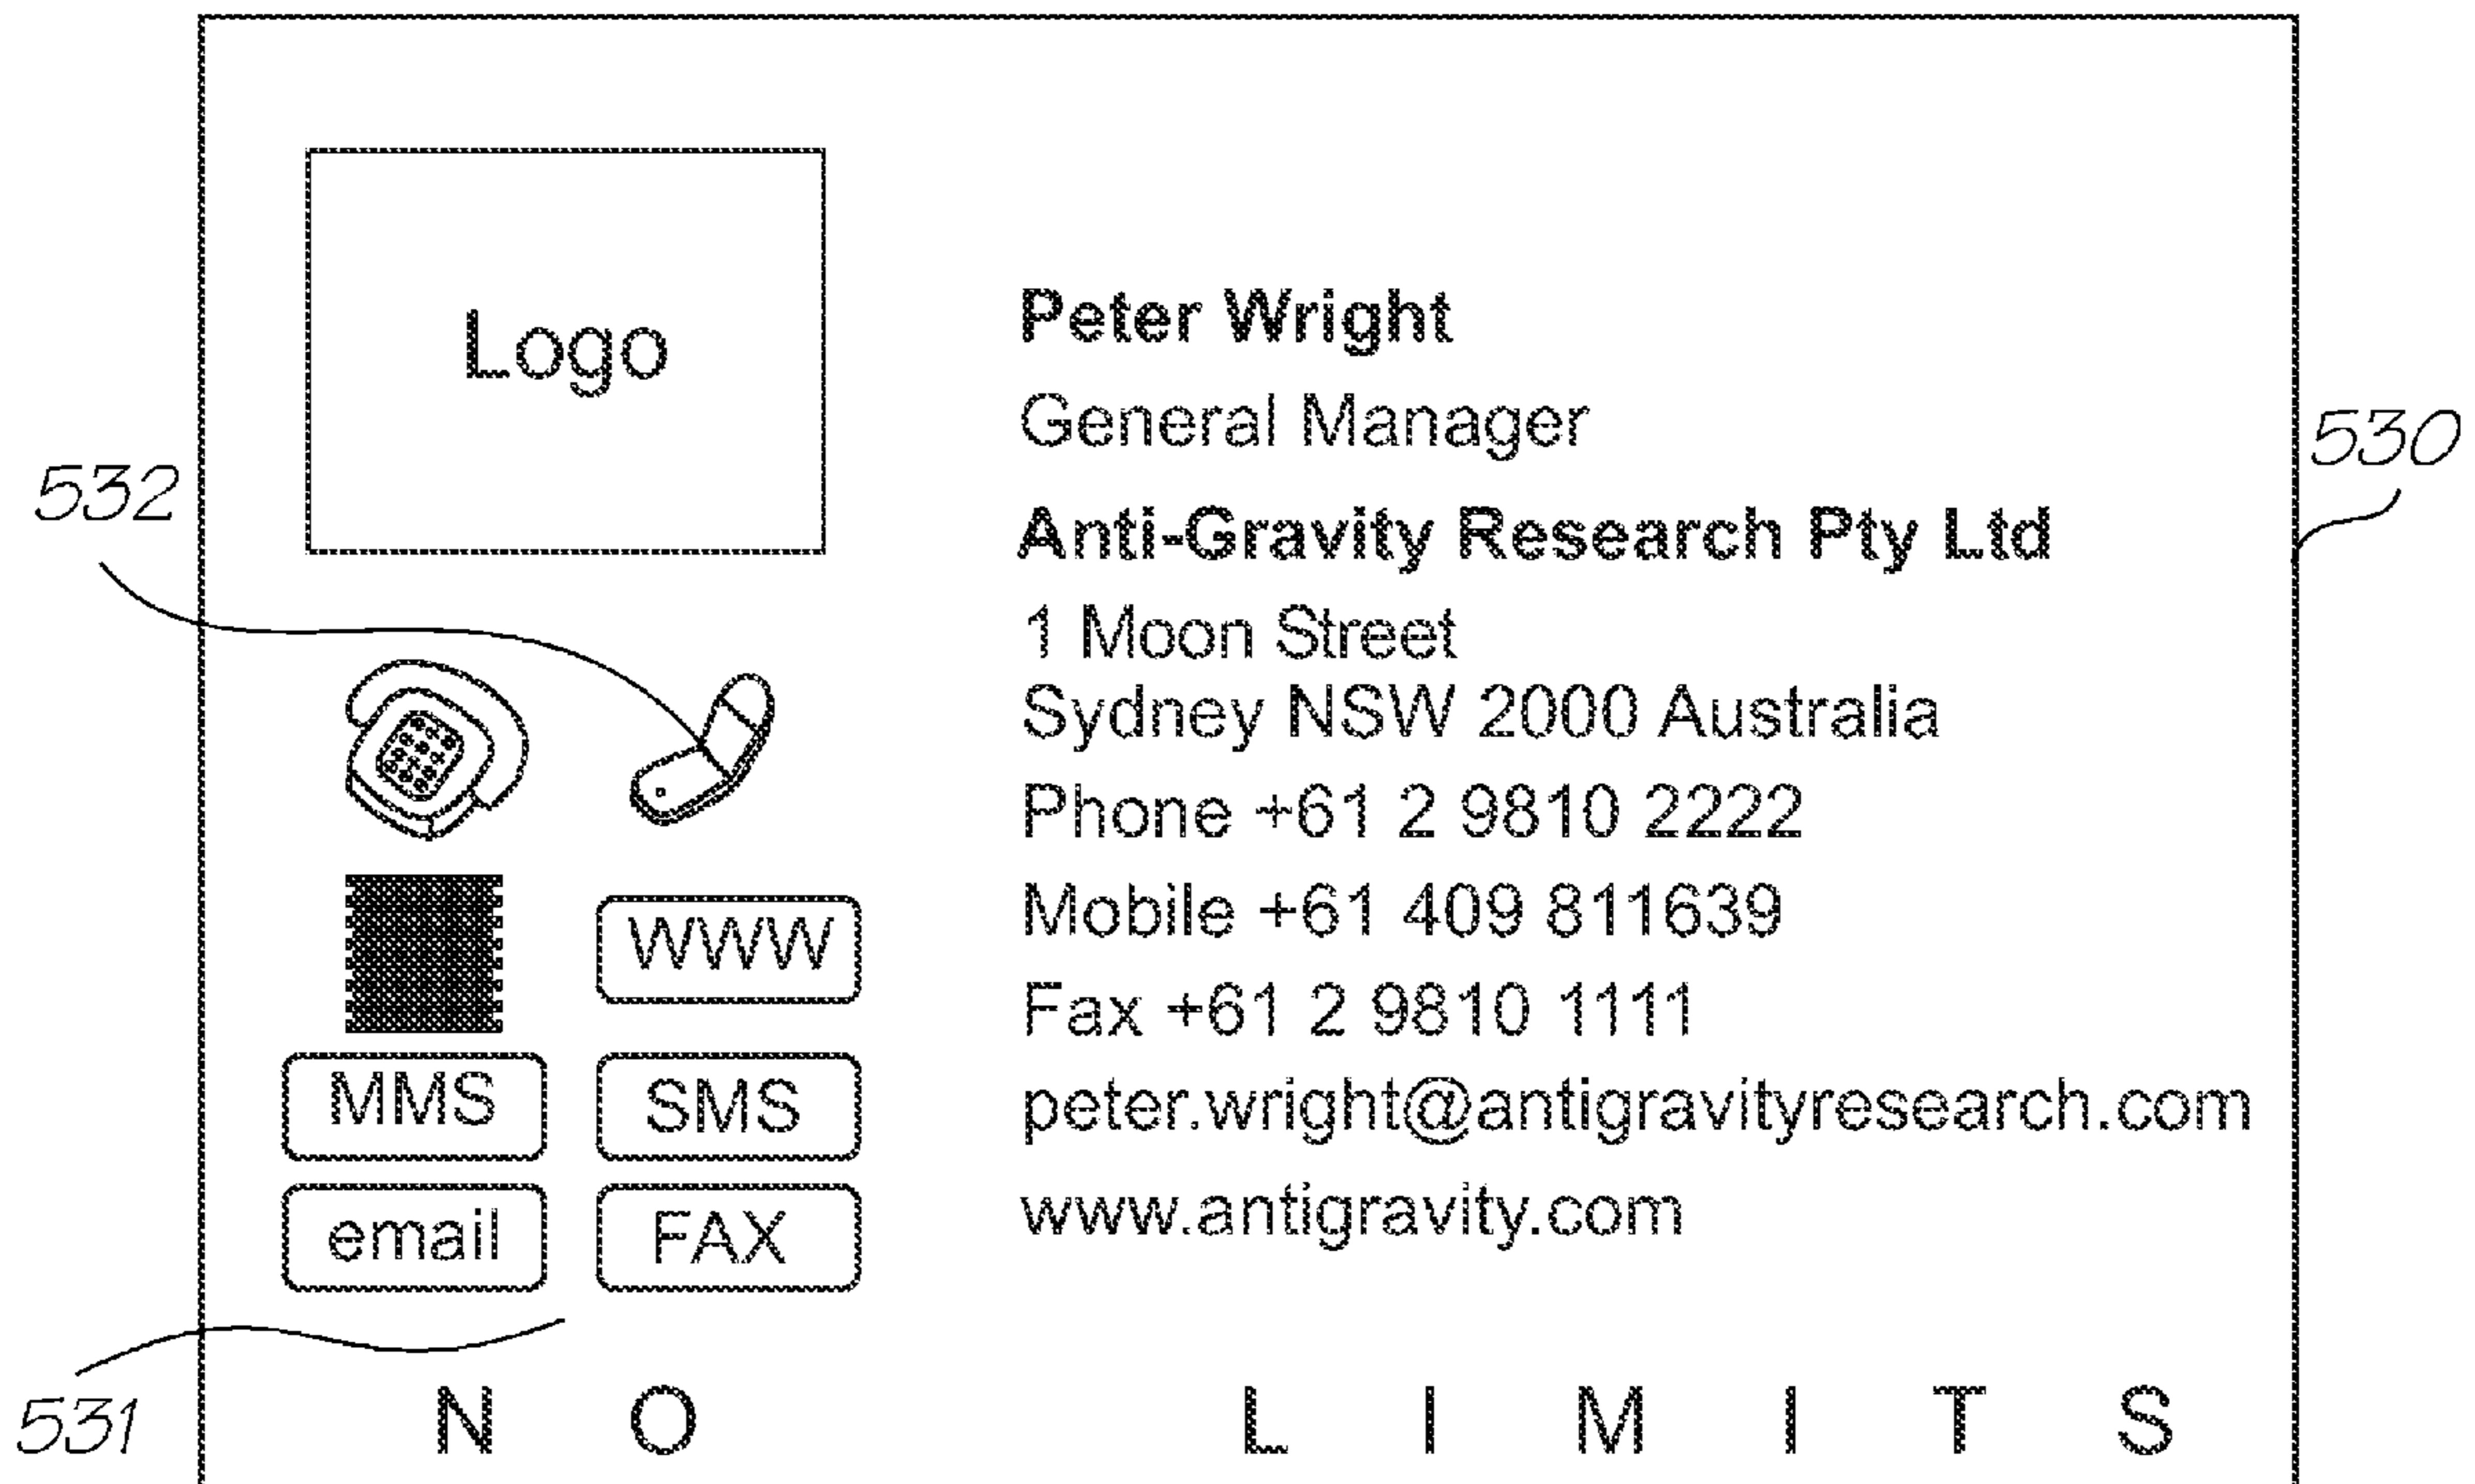 Logo
Peter Wright
General Manager
Anti-Gravity Research Pty Ltd
1 Moon Street
Sydney NSW 2000 Australia
Phone +61 2 9810 2222
Mobile +61 409 811639
Fax +61 2 9810 1111
peter.wright@antigravityresearch.com
www.antigravity.com
532
530
WWW
MMS SMS
email FAX
531
NO LIMITS